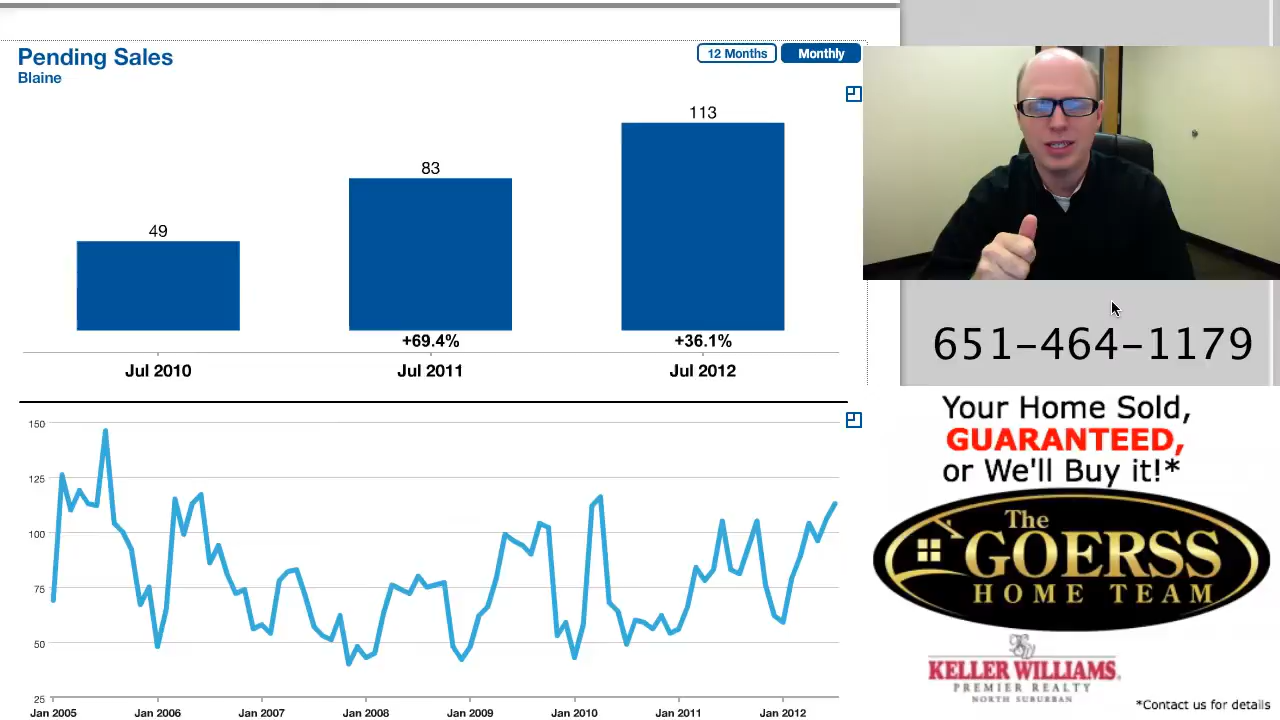 Pending Sales
Blaine
12 Months
Monthly
49
83
113
+69.4%
+36.1%
Jul 2010
Jul 2011
Jul 2012
150
125
100
75
50
25
Jan 2005
Jan 2006
Jan 2007
Jan 2008
Jan 2009
Jan 2010
Jan 2011
Jan 2012
651-464-1179
Your Home Sold,
GUARANTEED,
or We'll Buy it!*
The
GOERSS
HOME TEAM
KELLER WILLIAMS.
PREMIER REALTY
NORTH SUBURBAN
*Contact us for details